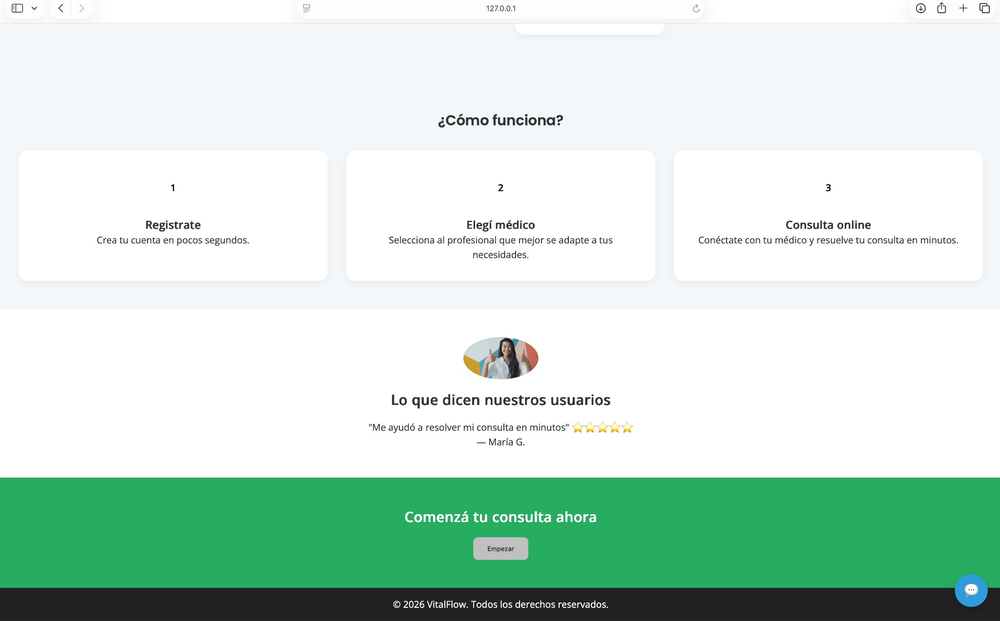 127.0.0.1
¿Cómo funciona?
1
Registrate
Crea tu cuenta en pocos segundos.
2
Elegí médico
Selecciona al profesional que mejor se adapte a tus
necesidades.
3
Consulta online
Conéctate con tu médico y resuelve tu consulta en minutos.
Lo que dicen nuestros usuarios
"Me ayudó a resolver mi consulta en minutos" ⭐⭐⭐⭐⭐
— María G.
Comenzá tu consulta ahora
Empezar
© 2026 VitalFlow. Todos los derechos reservados.